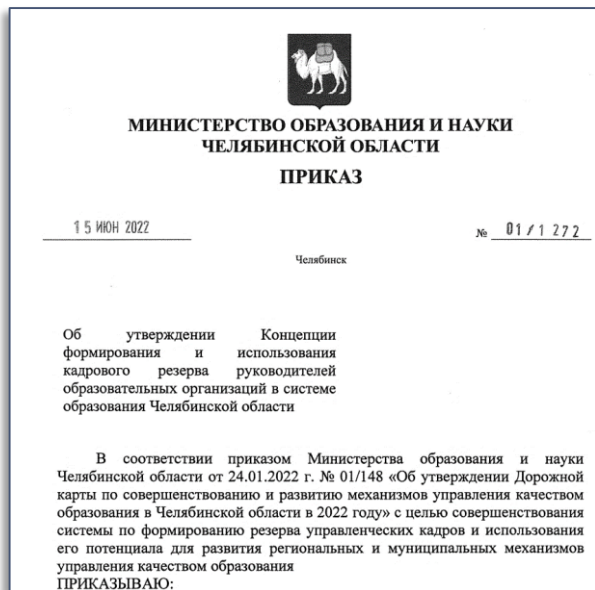 МИНИСТЕРСТВО ОБРАЗОВАНИЯ И НАУКИ
ЧЕЛЯБИНСКОЙ ОБЛАСТИ
ПРИКАЗ
15 ИЮН 2022
№ 01/1272
Челябинск
Об утверждении Концепции
формирования и использования
кадрового резерва руководителей
образовательных организаций в системе
образования Челябинской области
В соответствии приказом Министерства образования и науки
Челябинской области от 24.01.2022 г. № 01/148 «Об утверждении Дорожной
карты по совершенствованию и развитию механизмов управления качеством
образования в Челябинской области в 2022 году» с целью совершенствования
системы по формированию резерва управленческих кадров и использования
его потенциала для развития региональных и муниципальных механизмов
управления качеством образования
ПРИКАЗЫВАЮ: